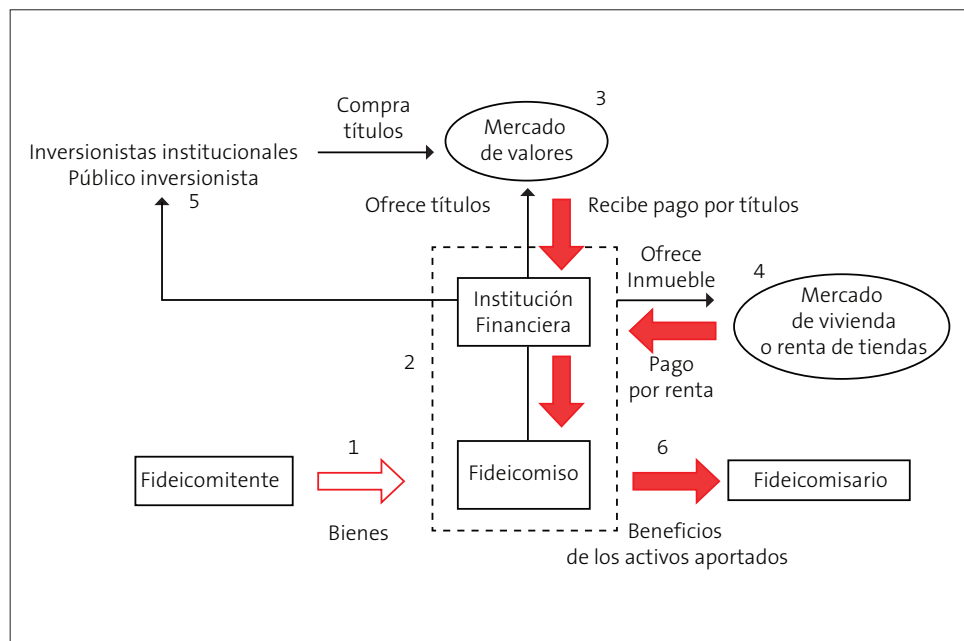 3
Compra
títulos
Mercado
de valores
Inversionistas institucionales
Público inversionista
5
Ofrece títulos
Recibe pago por títulos
Ofrece
Inmueble
4
Institución
Financiera
Mercado
de vivienda
o renta de tiendas
2
Pago
por renta
1
6
Fideicomitente
Fideicomiso
Fideicomisario
Bienes
Beneficios
de los activos aportados